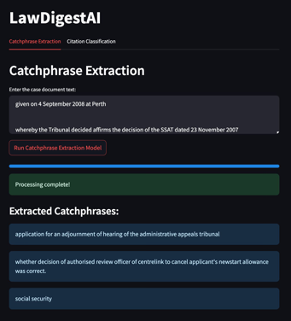 LawDigestAI
Catchphrase Extraction Citation Classification
Catchphrase Extraction
Enter the case document text:
given on 4 September 2008 at Perth
whereby the Tribunal decided affirms the decision of the SSAT dated 23 November 2007
Run Catchphrase Extraction Model
Processing complete!
Extracted Catchphrases:
application for an adjournment of hearing of the administrative appeals tribunal
whether decision of authorised review officer of centrelink to cancel applicant's newstart allowance
was correct.
social security